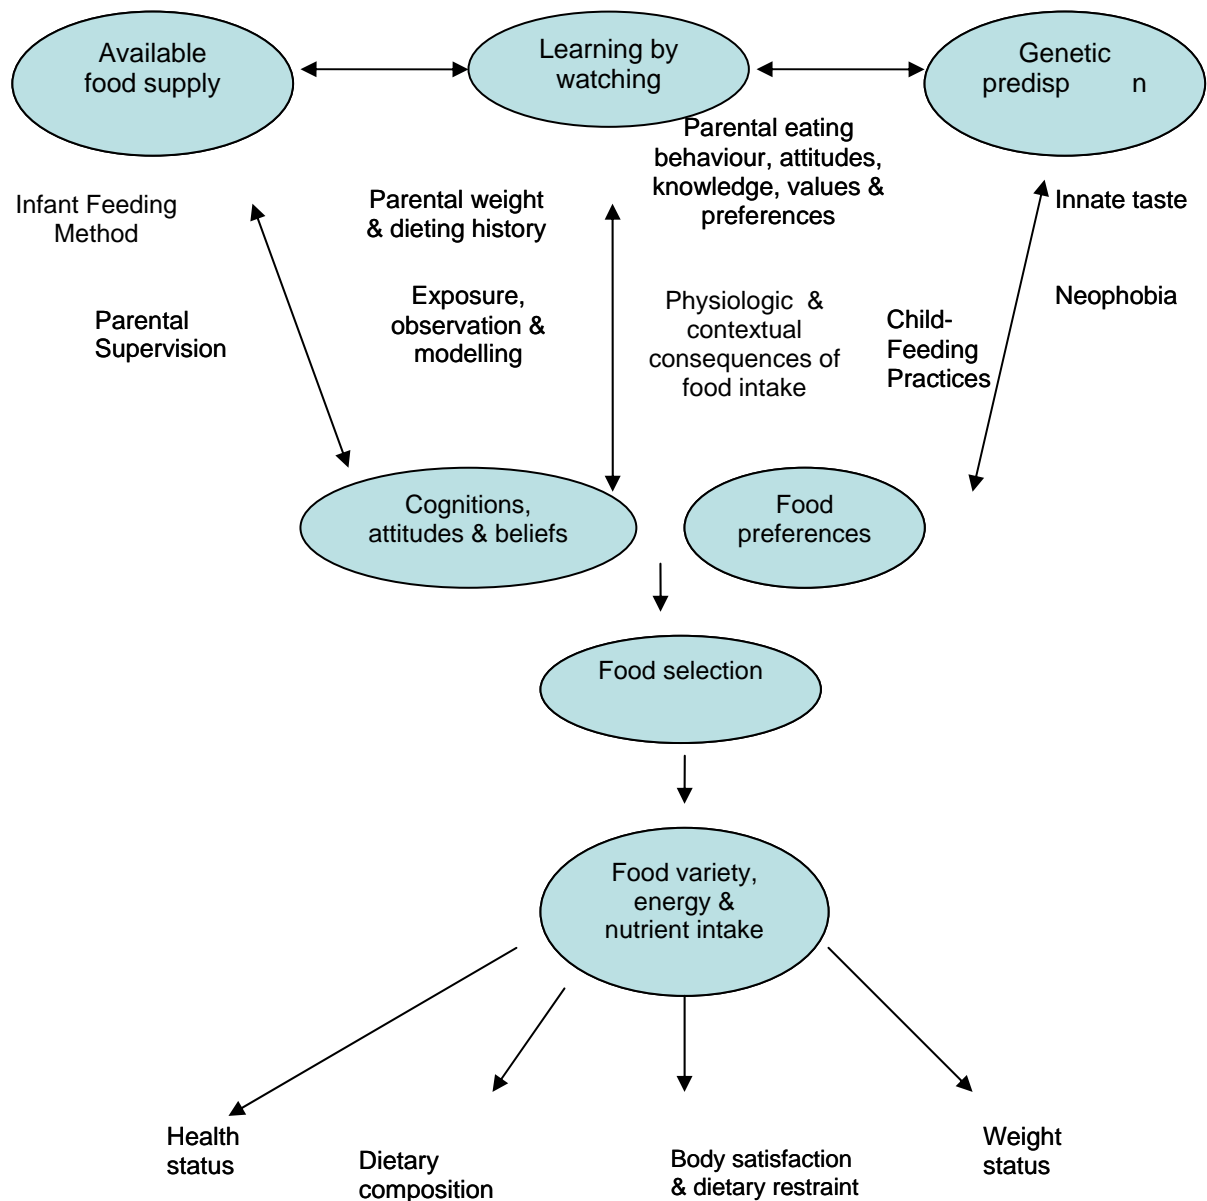 Available
food supply
Learning by
watching
Genetic
predisp n
Parental eating
behaviour, attitudes,
knowledge, values &
preferences
Infant Feeding
Method
Parental weight
& dieting history
Innate taste
Parental
Supervision
Exposure,
observation &
modelling
Physiologic &
contextual
consequences of
food intake
Child-
Feeding
Practices
Neophobia
Cognitions,
attitudes & beliefs
Food
preferences
Food selection
Food variety,
energy &
nutrient intake
Health
status
Dietary
composition
Body satisfaction
& dietary restraint
Weight
status